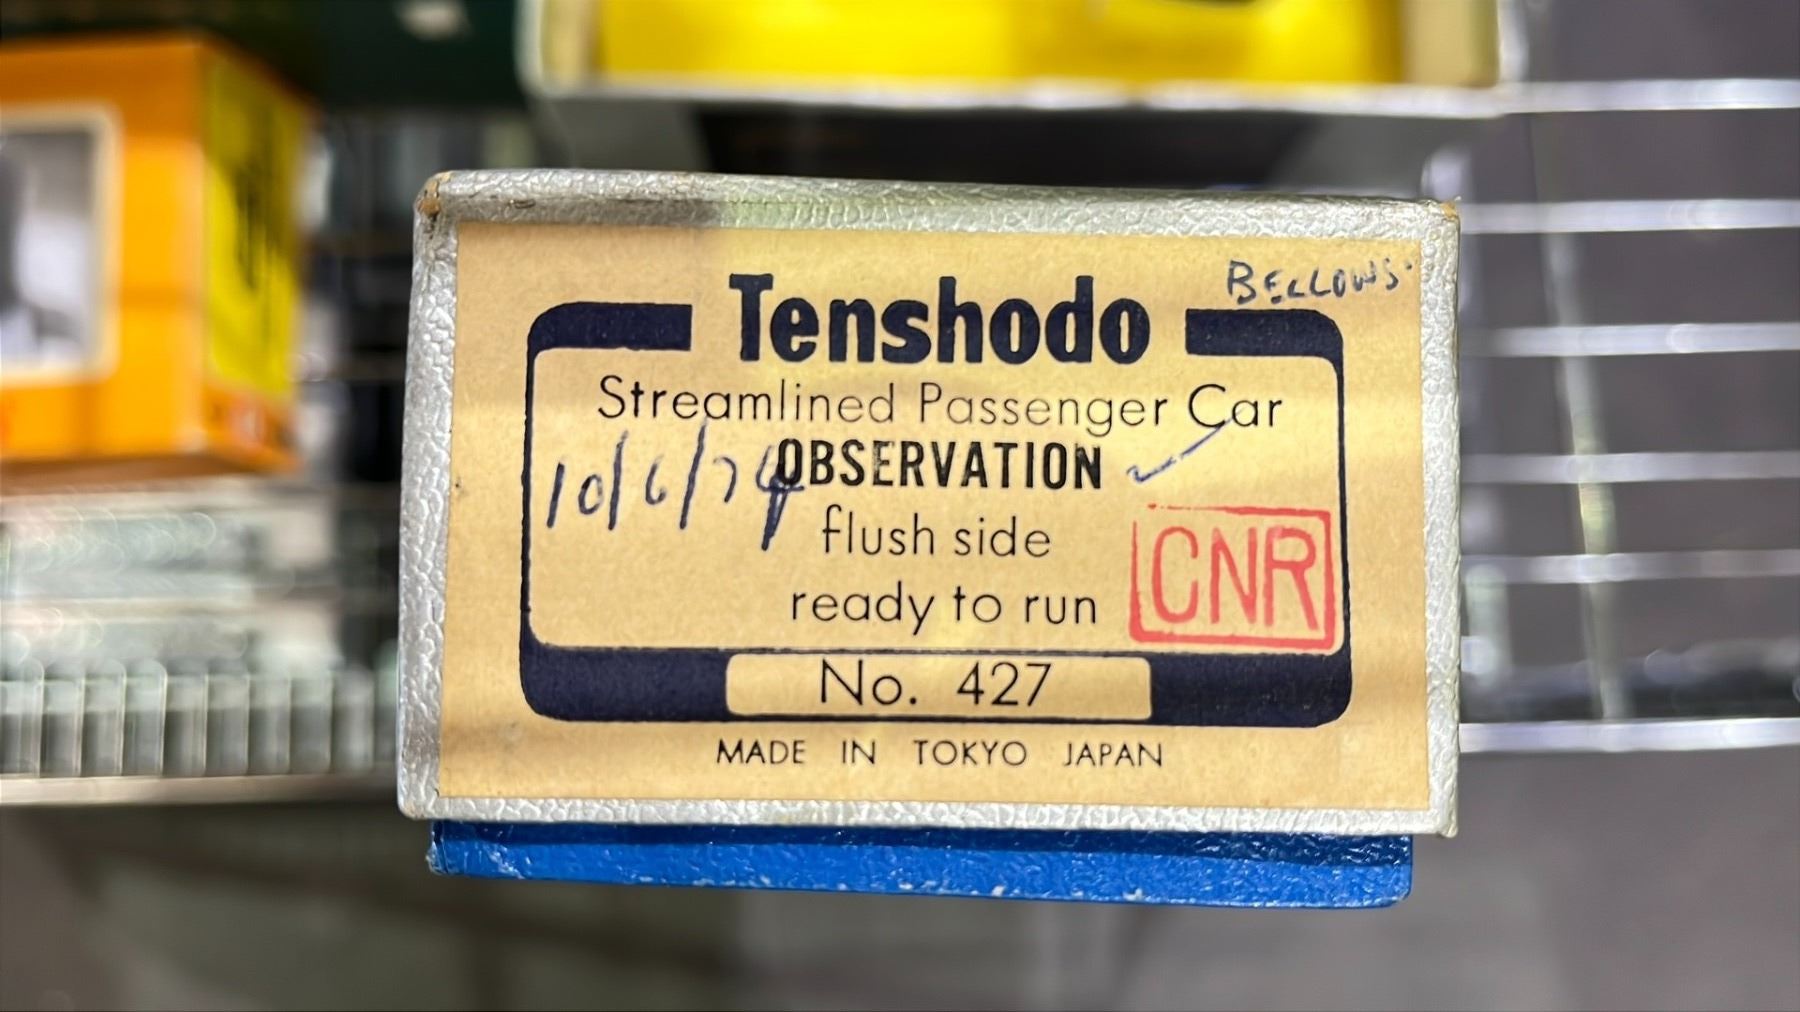 BELLOWS
Tenshodo
Streamlined Passenger Car
OBSERVATION
10/6/74
flush side
ready to run
CNR
No. 427
MADE IN TOKYO JAPAN